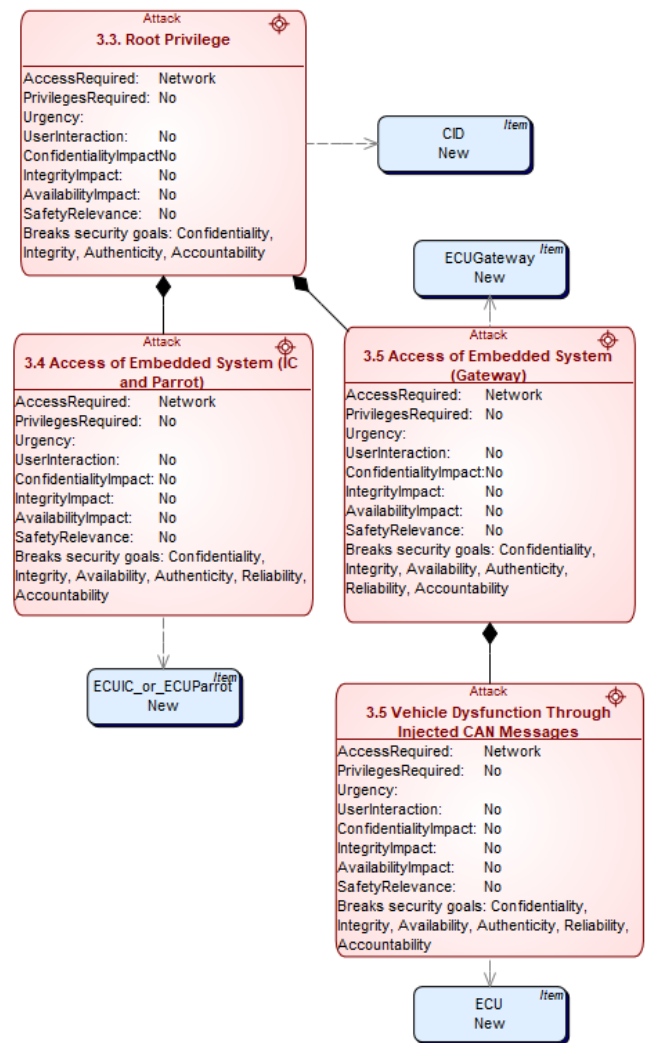 Attack
3.3. Root Privilege
AccessRequired: Network
PrivilegesRequired: No
Urgency:
UserInteraction: No
ConfidentialityImpactNo
IntegrityImpact: No
AvailabilityImpact: No
SafetyRelevance: No
Breaks security goals: Confidentiality,
Integrity, Authenticity, Accountability
Item
CID
New
Item
ECUGateway
New
Attack
3.4 Access of Embedded System (IC
and Parrot)
AccessRequired: Network
PrivilegesRequired: No
Urgency:
UserInteraction: No
ConfidentialityImpact: No
IntegrityImpact: No
AvailabilityImpact: No
SafetyRelevance: No
Breaks security goals: Confidentiality,
Integrity, Availability, Authenticity, Reliability,
Accountability
Attack
3.5 Access of Embedded System
(Gateway)
AccessRequired: Network
PrivilegesRequired: No
Urgency:
UserInteraction: No
ConfidentialityImpact:No
IntegrityImpact: No
AvailabilityImpact: No
SafetyRelevance: No
Breaks security goals: Confidentiality,
Integrity, Availability, Authenticity,
Reliability, Accountability
Item
ECUIC_or_ECUParrot
New
Attack
3.5 Vehicle Dysfunction Through
Injected CAN Messages
AccessRequired: Network
PrivilegesRequired: No
Urgency:
UserInteraction: No
ConfidentialityImpact: No
IntegrityImpact: No
AvailabilityImpact: No
SafetyRelevance: No
Breaks security goals: Confidentiality,
Integrity, Availability, Authenticity, Reliability,
Accountability
Item
ECU
New